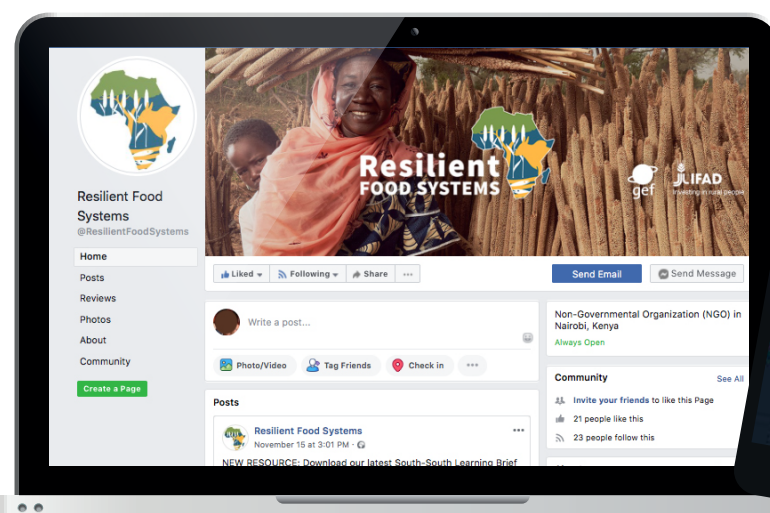 Resilient
FOOD SYSTEMS
gef
IFAD
Investing in rural people
Resilient Food
Systems
@ResilientFoodSystems
Home
Posts
Reviews
Photos
About
Community
Create a Page
Liked
Following
Share
Send Email
Send Message
Write a post...
Photo/Video
Tag Friends
Check in
Posts
Resilient Food Systems
November 15 at 3:01 PM ·
NEW RESOURCE: Download our latest South-South Learning Brief
Non-Governmental Organization (NGO) in
Nairobi, Kenya
Always Open
Community
See All
Invite your friends to like this Page
21 people like this
23 people follow this